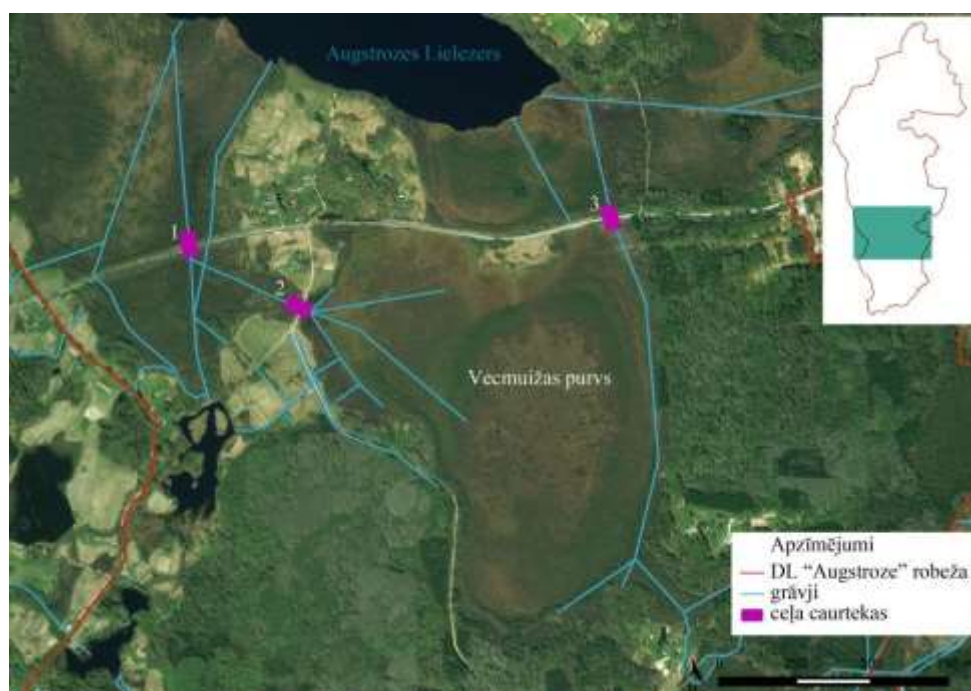 Augstrozes Lielezers
3
1
2
Vecmuižas purvs
Apzīmējumi
DL “Augstroze” robeža
grāvji
ceļa caurtekas